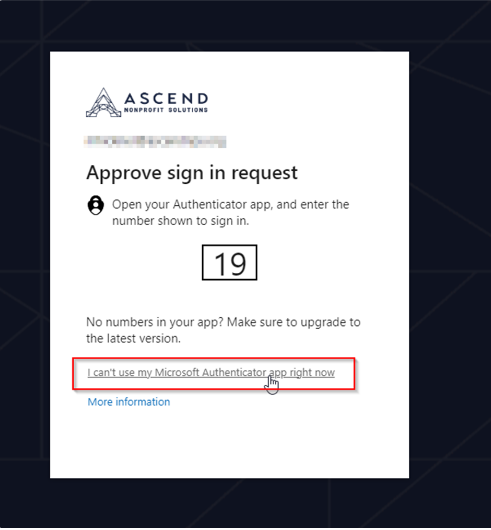 ASCEND
NONPROFIT SOLUTIONS
Approve sign in request
Open your Authenticator app, and enter the
number shown to sign in.
19
No numbers in your app? Make sure to upgrade to
the latest version.
I can't use my Microsoft Authenticator app right now
More information